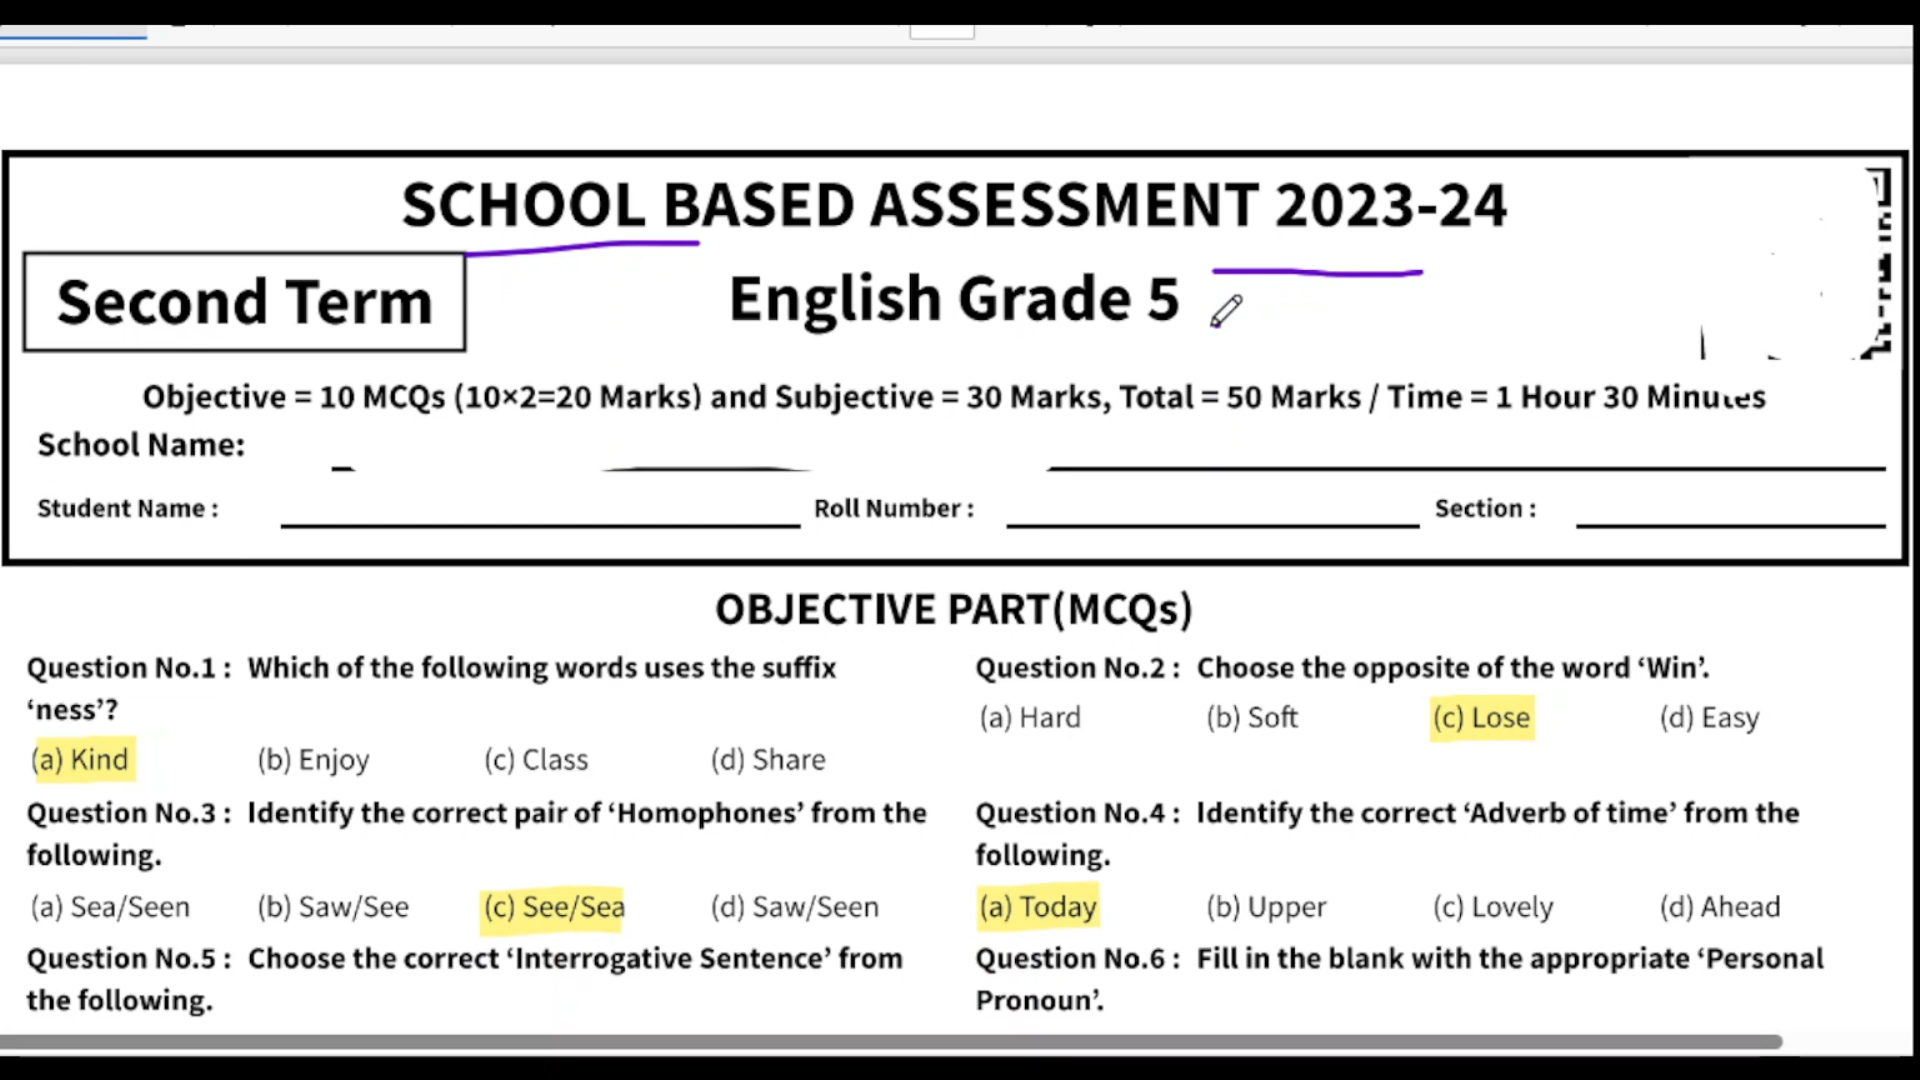 SCHOOL BASED ASSESSMENT 2023-24
Second Term
English Grade 5
Objective = 10 MCQs (10×2=20 Marks) and Subjective = 30 Marks, Total = 50 Marks / Time = 1 Hour 30 Minutes
School Name:
Student Name : Roll Number : Section :
OBJECTIVE PART(MCQs)
Question No.1 : Which of the following words uses the suffix
‘ness’?
(a) Kind (b) Enjoy (c) Class (d) Share
Question No.2 : Choose the opposite of the word ‘Win’.
(a) Hard (b) Soft (c) Lose (d) Easy
Question No.3 : Identify the correct pair of ‘Homophones’ from the
following.
(a) Sea/Seen (b) Saw/See (c) See/Sea (d) Saw/Seen
Question No.4 : Identify the correct ‘Adverb of time’ from the
following.
(a) Today (b) Upper (c) Lovely (d) Ahead
Question No.5 : Choose the correct ‘Interrogative Sentence’ from
the following.
Question No.6 : Fill in the blank with the appropriate ‘Personal
Pronoun’.